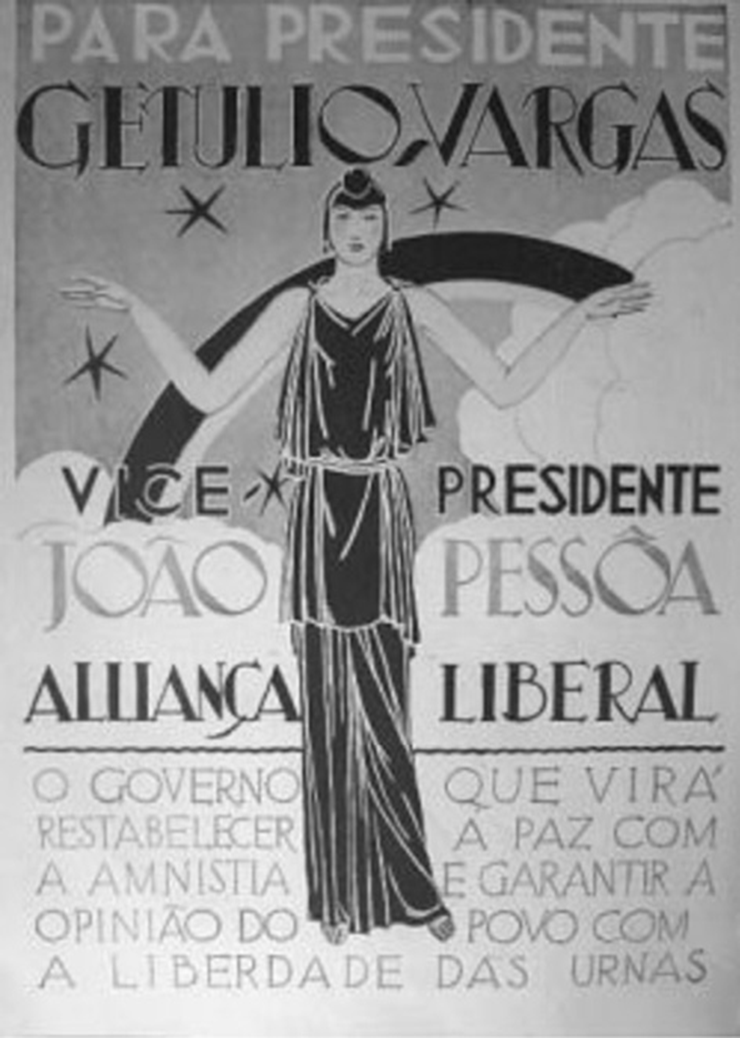 PARA PRESIDENTE
GETULIO VARGAS
VICE-PRESIDENTE
JOÃO PESSÔA
ALLIANÇA LIBERAL
O GOVERNO QUE VIRÁ
RESTABELECER A PAZ COM
A AMNISTIA E GARANTIR A
OPINIÃO DO POVO COM
A LIBERDADE DAS URNAS